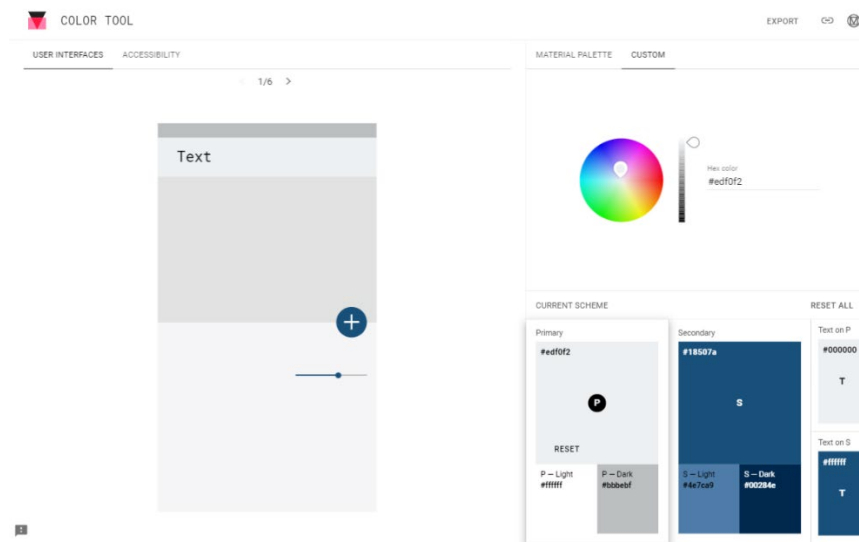 COLOR TOOL
EXPORT
USER INTERFACES ACCESSIBILITY
MATERIAL PALETTE CUSTOM
1/6
Text
Hex color
#edf0f2
CURRENT SCHEME
RESET ALL
Primary
#edf0f2
P
RESET
P — Light
#ffffff
P — Dark
#bbbebf
Secondary
#18507a
S
S — Light
#4e7ca9
S — Dark
#00284e
Text on P
#000000
T
Text on S
#ffffff
T